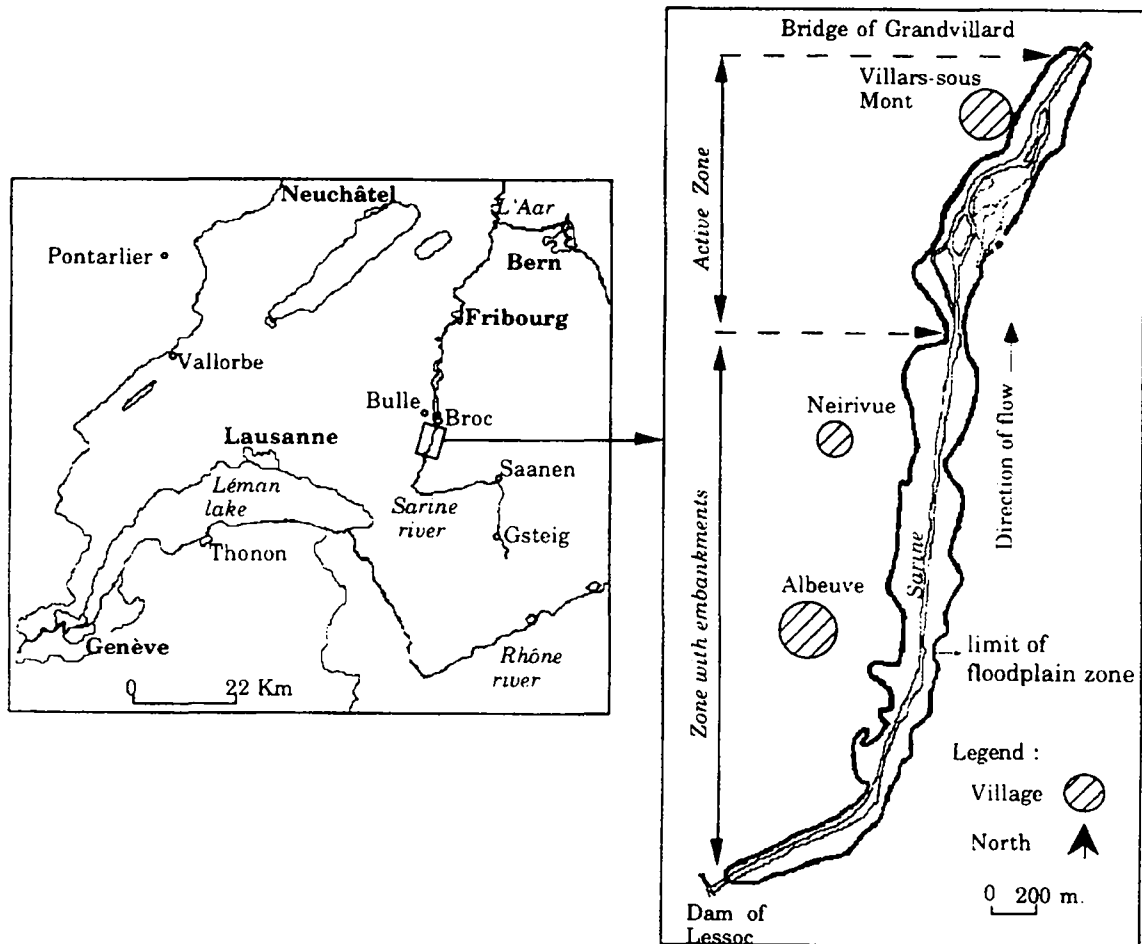 Neuchâtel
L'Aar
Pontarlier
Bern
Fribourg
Vallorbe
Bulle
Broc
Lausanne
Saanen
Léman
lake
Sarine
river
Gsteig
Thonon
Genève
Rhône
river
0 22 Km
Bridge of Grandvillard
Villars-sous
Mont
Active Zone
Neirivue
Direction of flow
Zone with embankments
Sarine
Albeuve
limit of
floodplain zone
Legend :
Village
North
0 200 m.
Dam of
Lessoc